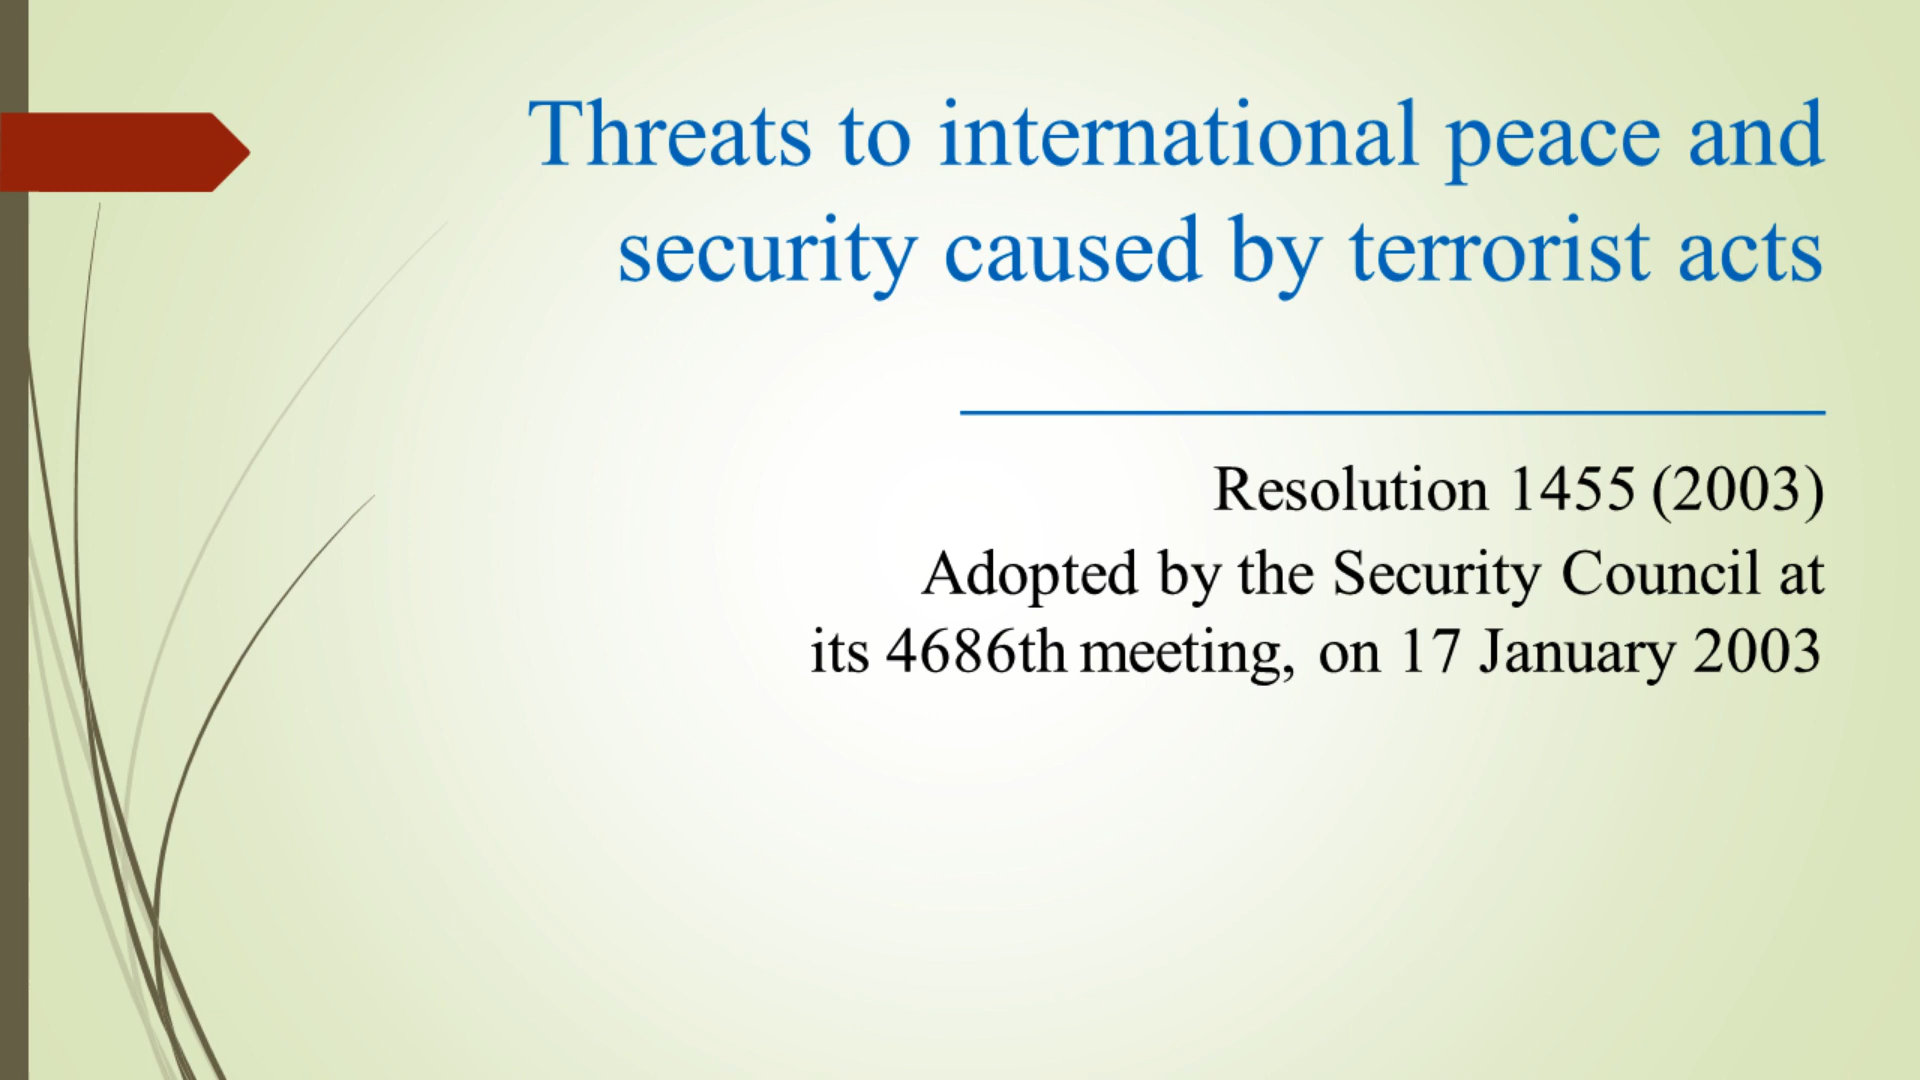 Threats to international peace and
security caused by terrorist acts
Resolution 1455 (2003)
Adopted by the Security Council at
its 4686th meeting, on 17 January 2003